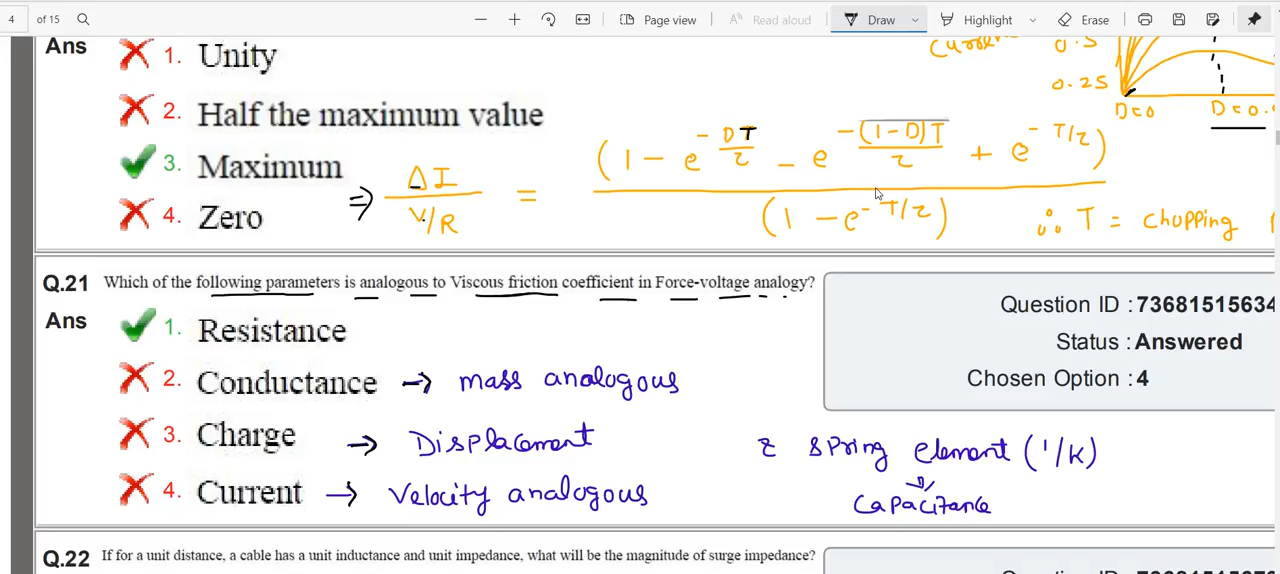 4 of 15 Page view Read aloud Draw Highlight Erase
Ans 1. Unity
2. Half the maximum value
3. Maximum
4. Zero
0.5
0.25
D=0 D=0.
⇒ ΔI / V/R = (1 - e^-DT/z - e^-(1-D)T/z + e^-T/z) / (1 - e^-T/z)
∴ T = chopping
Q.21 Which of the following parameters is analogous to Viscous friction coefficient in Force-voltage analogy?
Ans 1. Resistance
2. Conductance → mass analogous
3. Charge → Displacement
4. Current → Velocity analogous
z spring element (1/K)
⇓
Capacitance
Question ID : 73681515634
Status : Answered
Chosen Option : 4
Q.22 If for a unit distance, a cable has a unit inductance and unit impedance, what will be the magnitude of surge impedance?